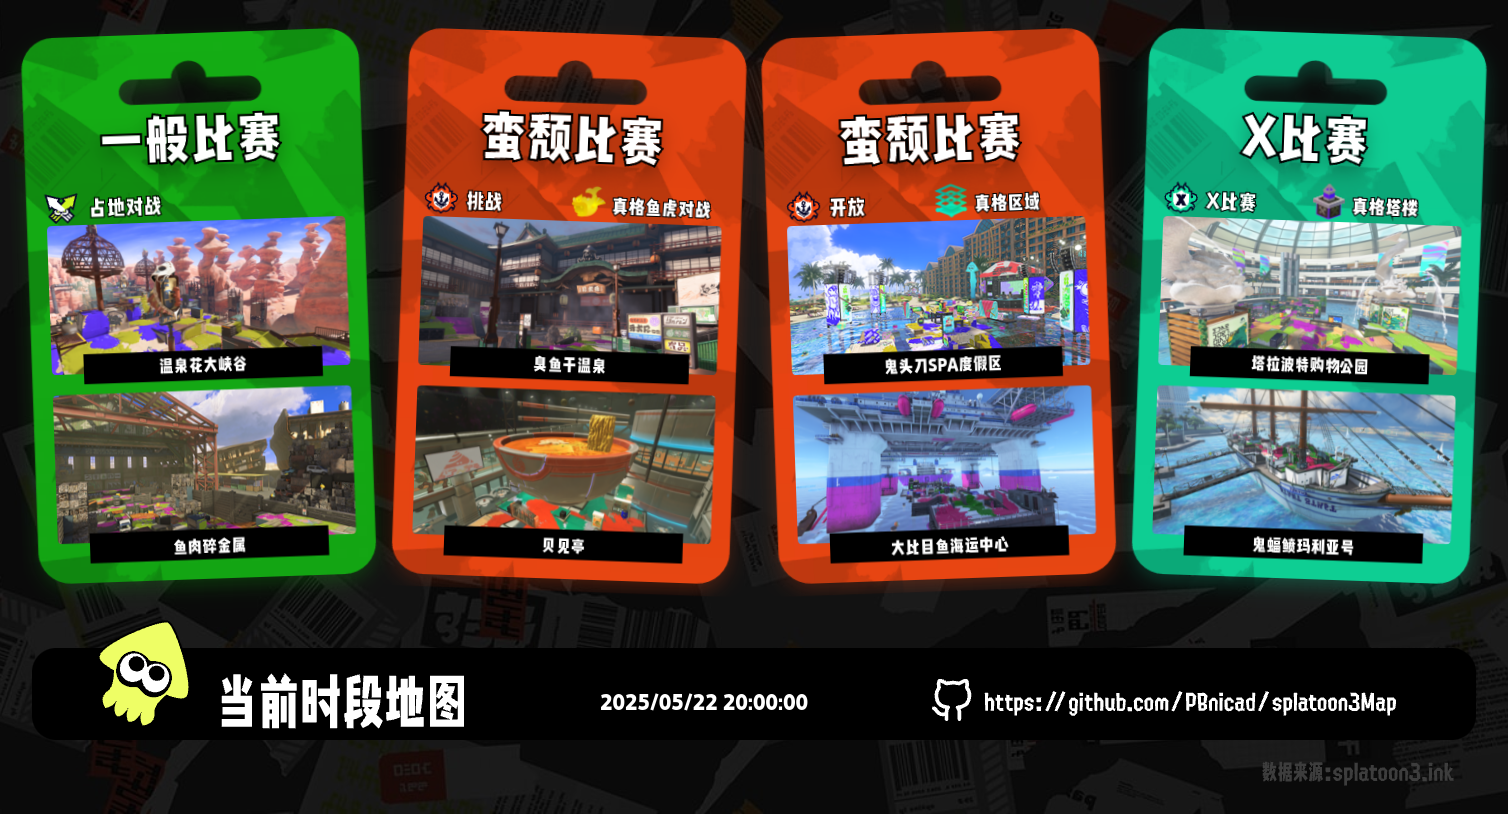 一般比赛
占地对战
温泉花大峡谷
鱼肉碎金属
蛮颓比赛
挑战
真格鱼虎对战
臭鱼干温泉
贝见亭
蛮颓比赛
开放
真格区域
鬼头刀SPA度假区
大比目鱼海运中心
X比赛
X比赛
真格塔楼
塔拉波特购物公园
鬼蝠鲼玛利亚号
当前时段地图
2025/05/22 20:00:00
https://github.com/PBnicad/splatoon3Map
数据来源:splatoon3.ink